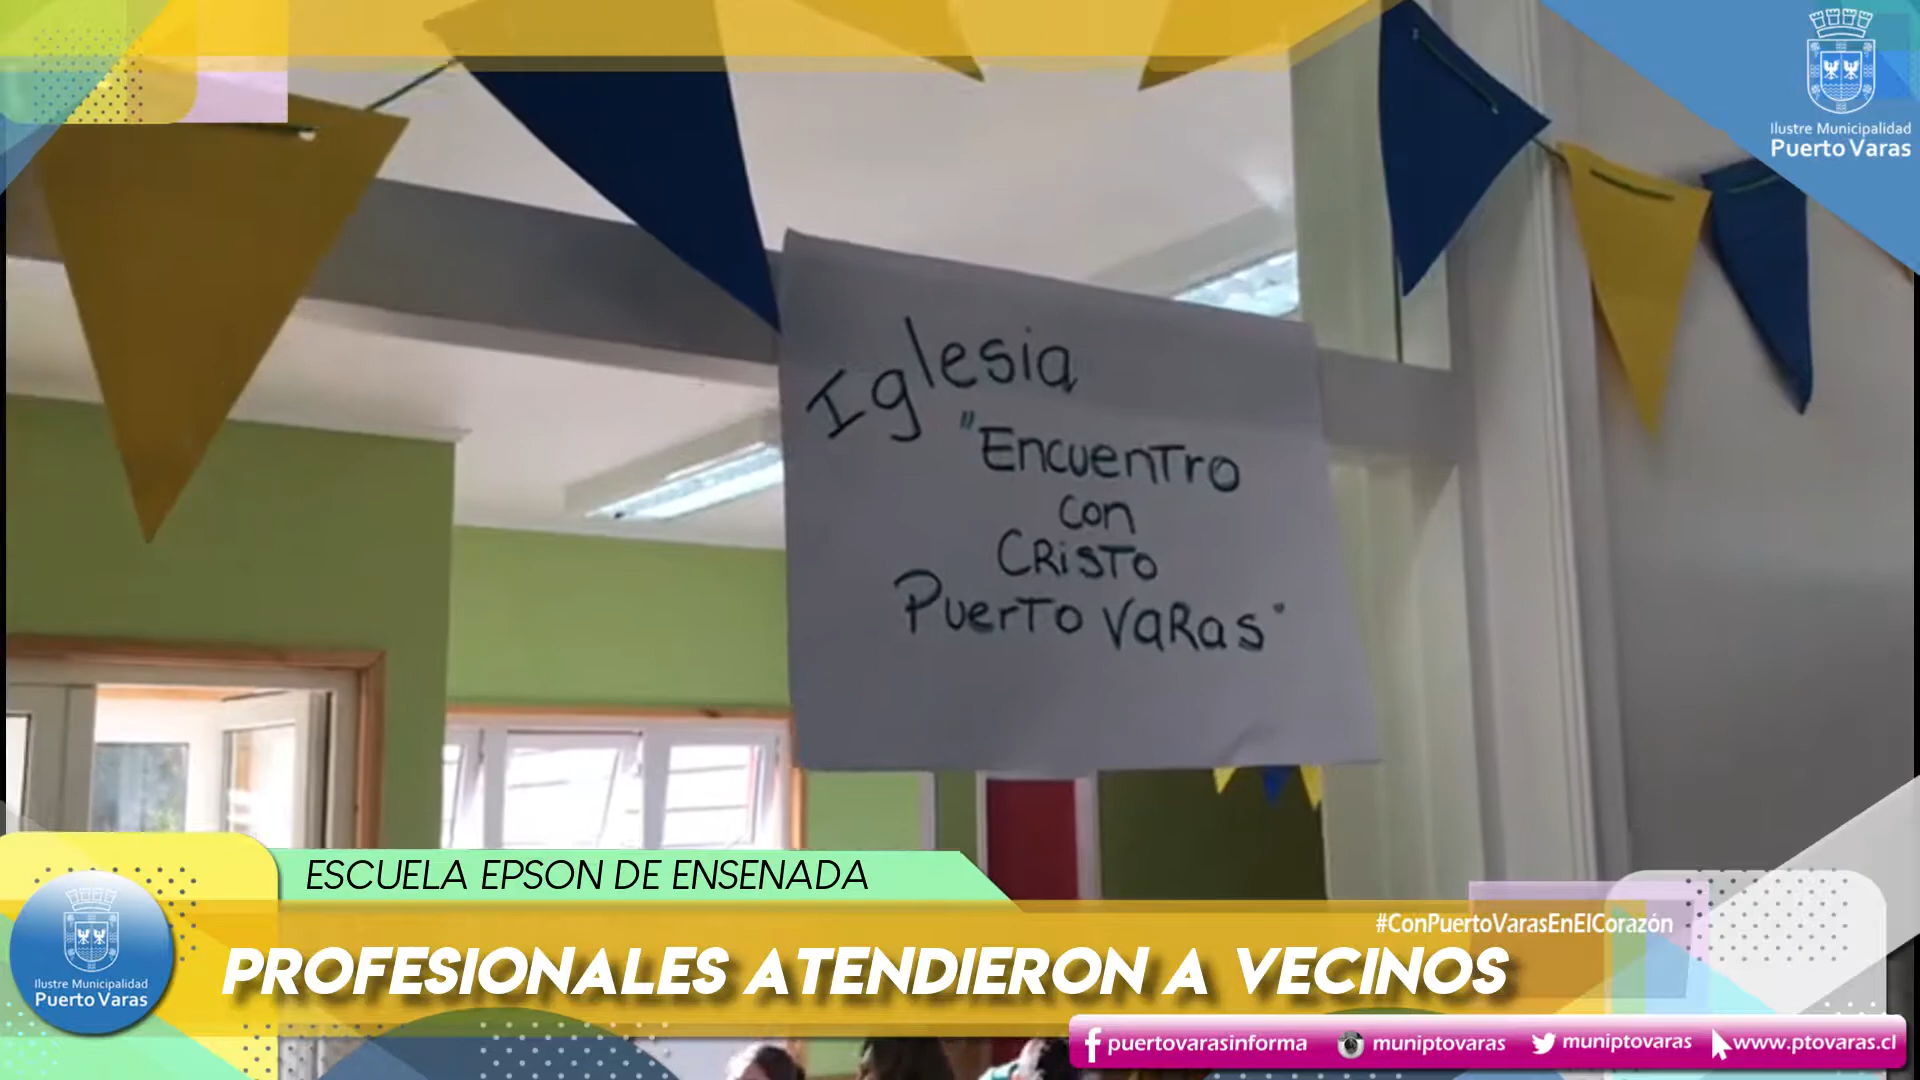 Ilustre Municipalidad
Puerto Varas
Iglesia
"Encuentro
con
Cristo
Puerto Varas"
ESCUELA EPSON DE ENSENADA
#ConPuertoVarasEnElCorazón
PROFESIONALES ATENDIERON A VECINOS
Ilustre Municipalidad
Puerto Varas
puertovarasinforma muniptovaras muniptovaras www.ptovaras.cl